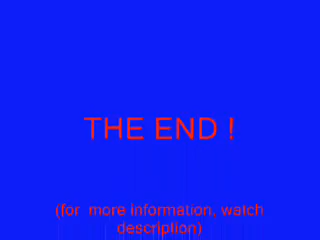 THE END !
(for more information, watch
description)